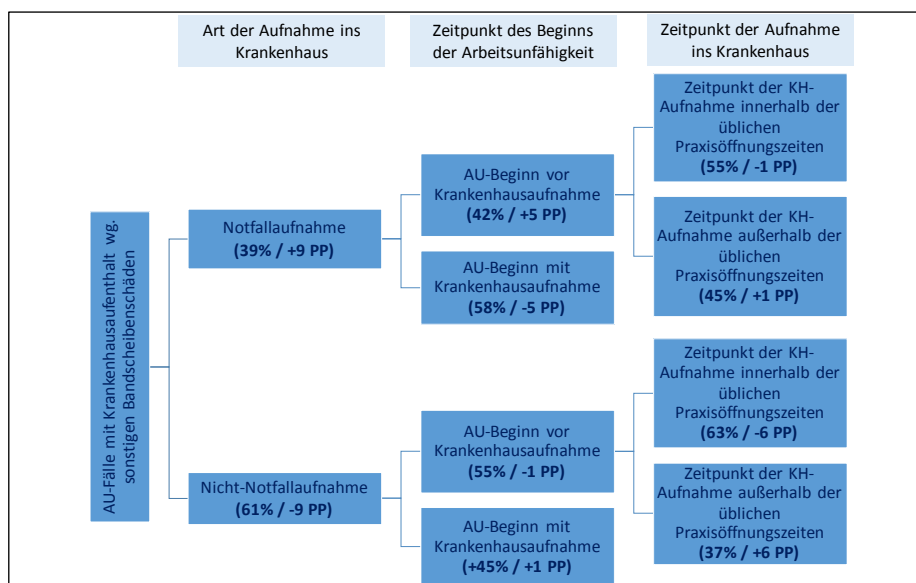 Art der Aufnahme ins
Krankenhaus
Zeitpunkt des Beginns
der Arbeitsunfähigkeit
Zeitpunkt der Aufnahme
ins Krankenhaus
AU-Fälle mit Krankenhausaufenthalt wg.
sonstigen Bandscheibenschäden
Notfallaufnahme
(39% / +9 PP)
AU-Beginn vor
Krankenhausaufnahme
(42% / +5 PP)
Zeitpunkt der KH-
Aufnahme innerhalb der
üblichen
Praxisöffnungszeiten
(55% / -1 PP)
Zeitpunkt der KH-
Aufnahme außerhalb der
üblichen
Praxisöffnungszeiten
(45% / +1 PP)
AU-Beginn mit
Krankenhausaufnahme
(58% / -5 PP)
Nicht-Notfallaufnahme
(61% / -9 PP)
AU-Beginn vor
Krankenhausaufnahme
(55% / -1 PP)
Zeitpunkt der KH-
Aufnahme innerhalb der
üblichen
Praxisöffnungszeiten
(63% / -6 PP)
Zeitpunkt der KH-
Aufnahme außerhalb der
üblichen
Praxisöffnungszeiten
(37% / +6 PP)
AU-Beginn mit
Krankenhausaufnahme
(+45% / +1 PP)